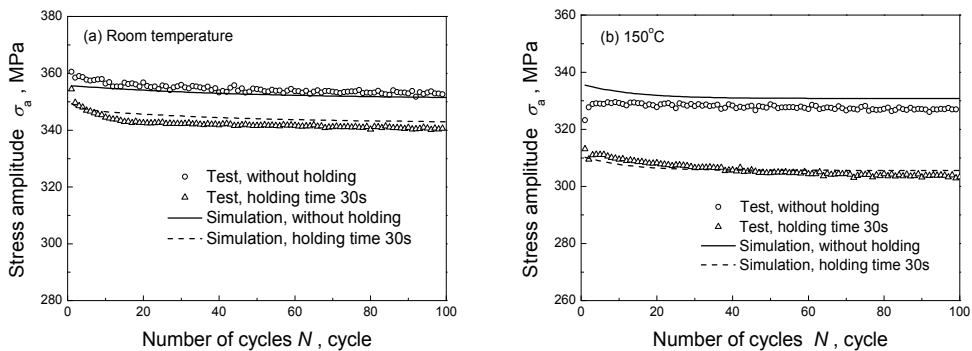 (a) Room temperature
380
360
340
320
300
280
0 20 40 60 80 100
Stress amplitude σa , MPa
Number of cycles N , cycle
Test, without holding
Test, holding time 30s
Simulation, without holding
Simulation, holding time 30s
(b) 150°C
360
340
320
300
280
260
0 20 40 60 80 100
Stress amplitude σa , MPa
Number of cycles N , cycle
Test, without holding
Test, holding time 30s
Simulation, without holding
Simulation, holding time 30s